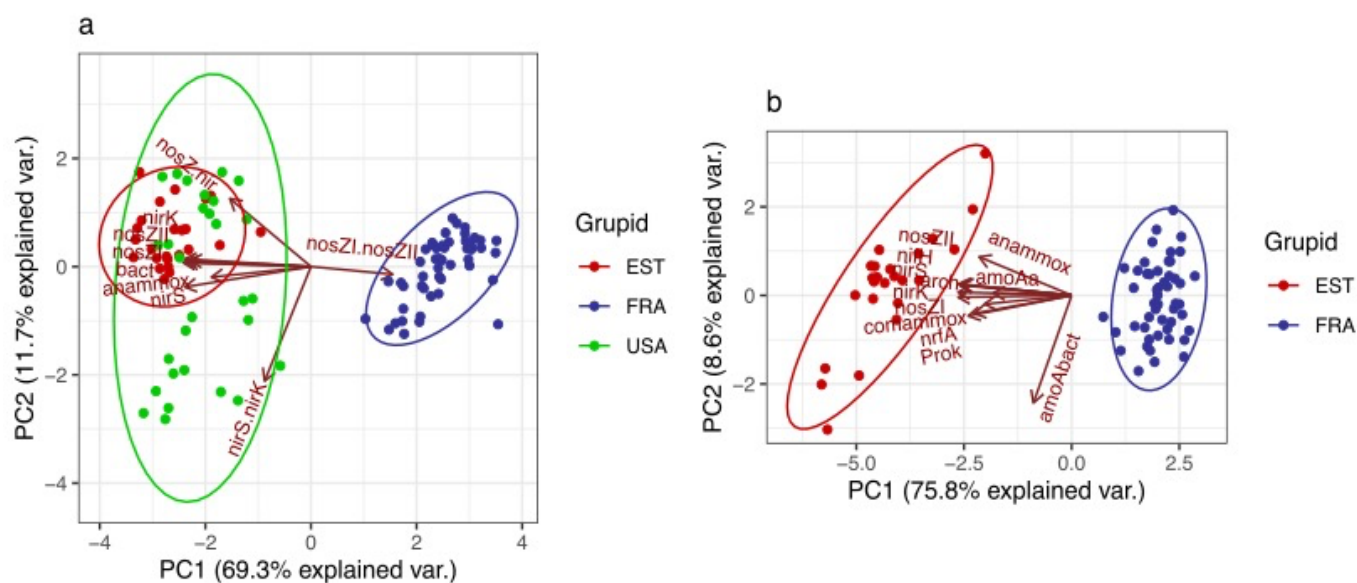 a
PC2 (11.7% explained var.)
2
0
−2
−4
nosZ.nir
nirK
nosZII
nosZI
bact
anammox
nirS
nosZI.nosZII
nirS.nirK
−4
−2
0
2
4
PC1 (69.3% explained var.)
Grupid
EST
FRA
USA
b
PC2 (8.6% explained var.)
2
0
−2
nosZII
nifH
nirS
arch
nirK
nosZI
comammox
nrfA
Prok
anammox
amoAa
amoAbact
−5.0
−2.5
0.0
2.5
PC1 (75.8% explained var.)
Grupid
EST
FRA